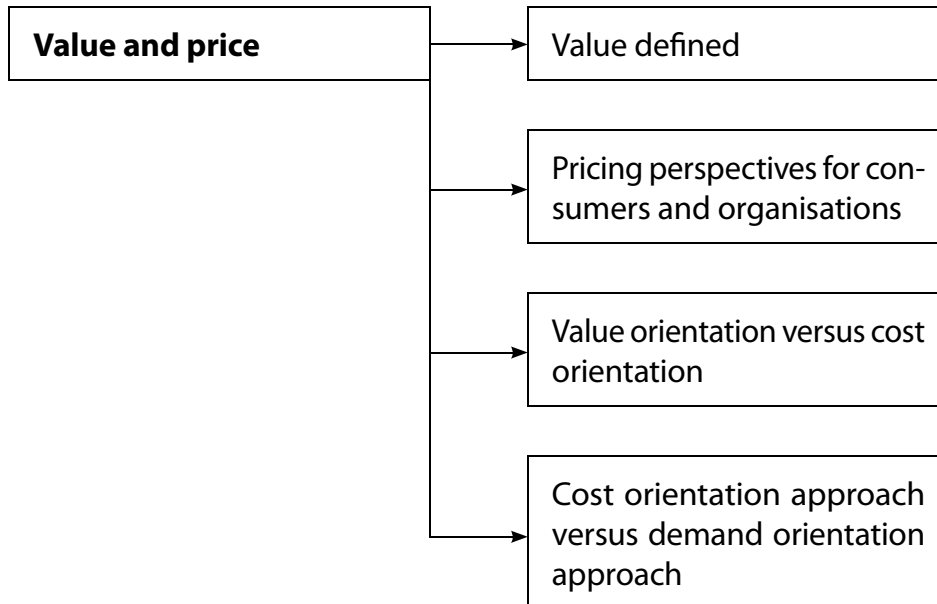 Value and price
Value defined
Pricing perspectives for con-
sumers and organisations
Value orientation versus cost
orientation
Cost orientation approach
versus demand orientation
approach